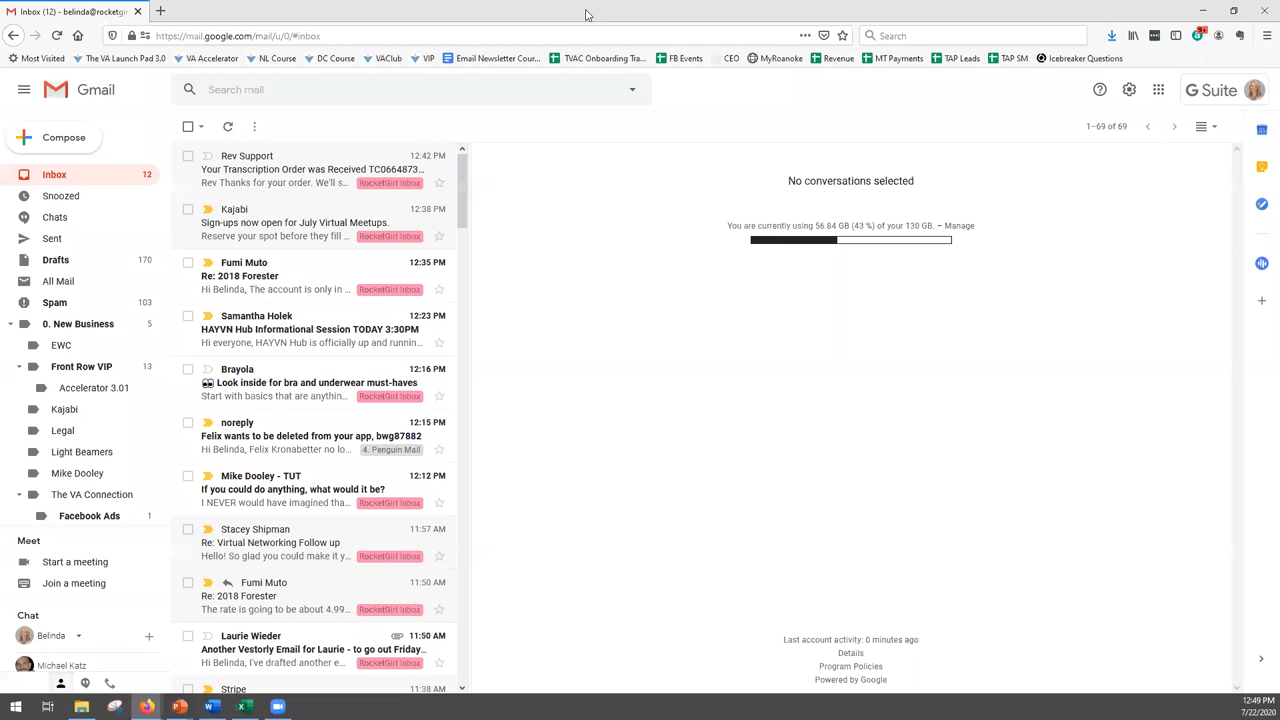 Inbox (12) - belinda@rocketgir
https://mail.google.com/mail/u/0/#inbox
Search
Most Visited The VA Launch Pad 3.0 VA Accelerator NL Course DC Course VAClub VIP Email Newsletter Cour... TVAC Onboarding Tra... FB Events CEO MyRoanoke Revenue MT Payments TAP Leads TAP SM Icebreaker Questions
Gmail
Search mail
G Suite
Compose
1–69 of 69
Inbox 12
Snoozed
Chats
Sent
Drafts 170
All Mail
Spam 103
0. New Business 5
EWC
Front Row VIP 13
Accelerator 3.01
Kajabi
Legal
Light Beamers
Mike Dooley
The VA Connection
Facebook Ads 1
Meet
Start a meeting
Join a meeting
Chat
Belinda
Michael Katz
Rev Support 12:42 PM
Your Transcription Order was Received TC0664873...
Rev Thanks for your order. We'll s... RocketGirl Inbox
Kajabi 12:38 PM
Sign-ups now open for July Virtual Meetups.
Reserve your spot before they fill ... RocketGirl Inbox
Fumi Muto 12:35 PM
Re: 2018 Forester
Hi Belinda, The account is only in ... RocketGirl Inbox
Samantha Holek 12:23 PM
HAYVN Hub Informational Session TODAY 3:30PM
Hi everyone, HAYVN Hub is officially up and runnin...
Brayola 12:16 PM
👀 Look inside for bra and underwear must-haves
Start with basics that are anythin... RocketGirl Inbox
noreply 12:15 PM
Felix wants to be deleted from your app, bwg87882
Hi Belinda, Felix Kronabetter no lo... 4. Penguin Mail
Mike Dooley - TUT 12:12 PM
If you could do anything, what would it be?
I NEVER would have imagined tha... RocketGirl Inbox
Stacey Shipman 11:57 AM
Re: Virtual Networking Follow up
Hello! So glad you could make it y... RocketGirl Inbox
Fumi Muto 11:50 AM
Re: 2018 Forester
The rate is going to be about 4.99... RocketGirl Inbox
Laurie Wieder 11:50 AM
Another Vestorly Email for Laurie - to go out Friday...
Hi Belinda, I've drafted another e... RocketGirl Inbox
Stripe 11:38 AM
No conversations selected
You are currently using 56.84 GB (43 %) of your 130 GB. – Manage
Last account activity: 0 minutes ago
Details
Program Policies
Powered by Google
12:49 PM
7/22/2020